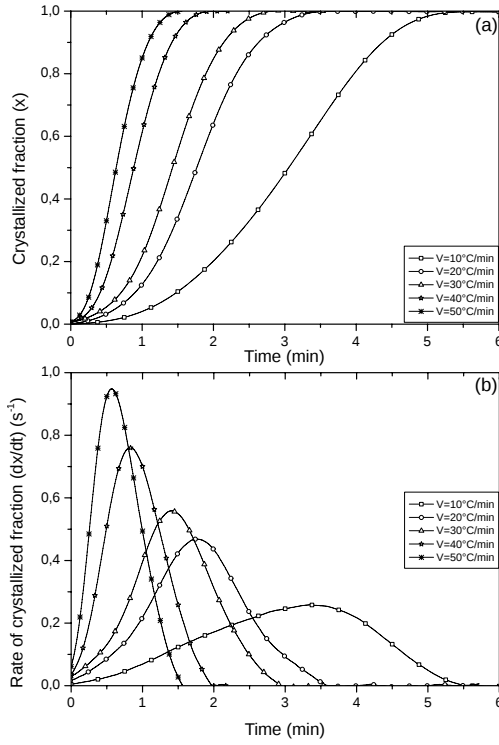 (a)
Crystallized fraction (x)
1,0
0,8
0,6
0,4
0,2
0,0
V=10°C/min
V=20°C/min
V=30°C/min
V=40°C/min
V=50°C/min
0 1 2 3 4 5 6
Time (min)
(b)
Rate of crystallized fraction (dx/dt) (s⁻¹)
1,0
0,8
0,6
0,4
0,2
0,0
V=10°C/min
V=20°C/min
V=30°C/min
V=40°C/min
V=50°C/min
0 1 2 3 4 5 6
Time (min)